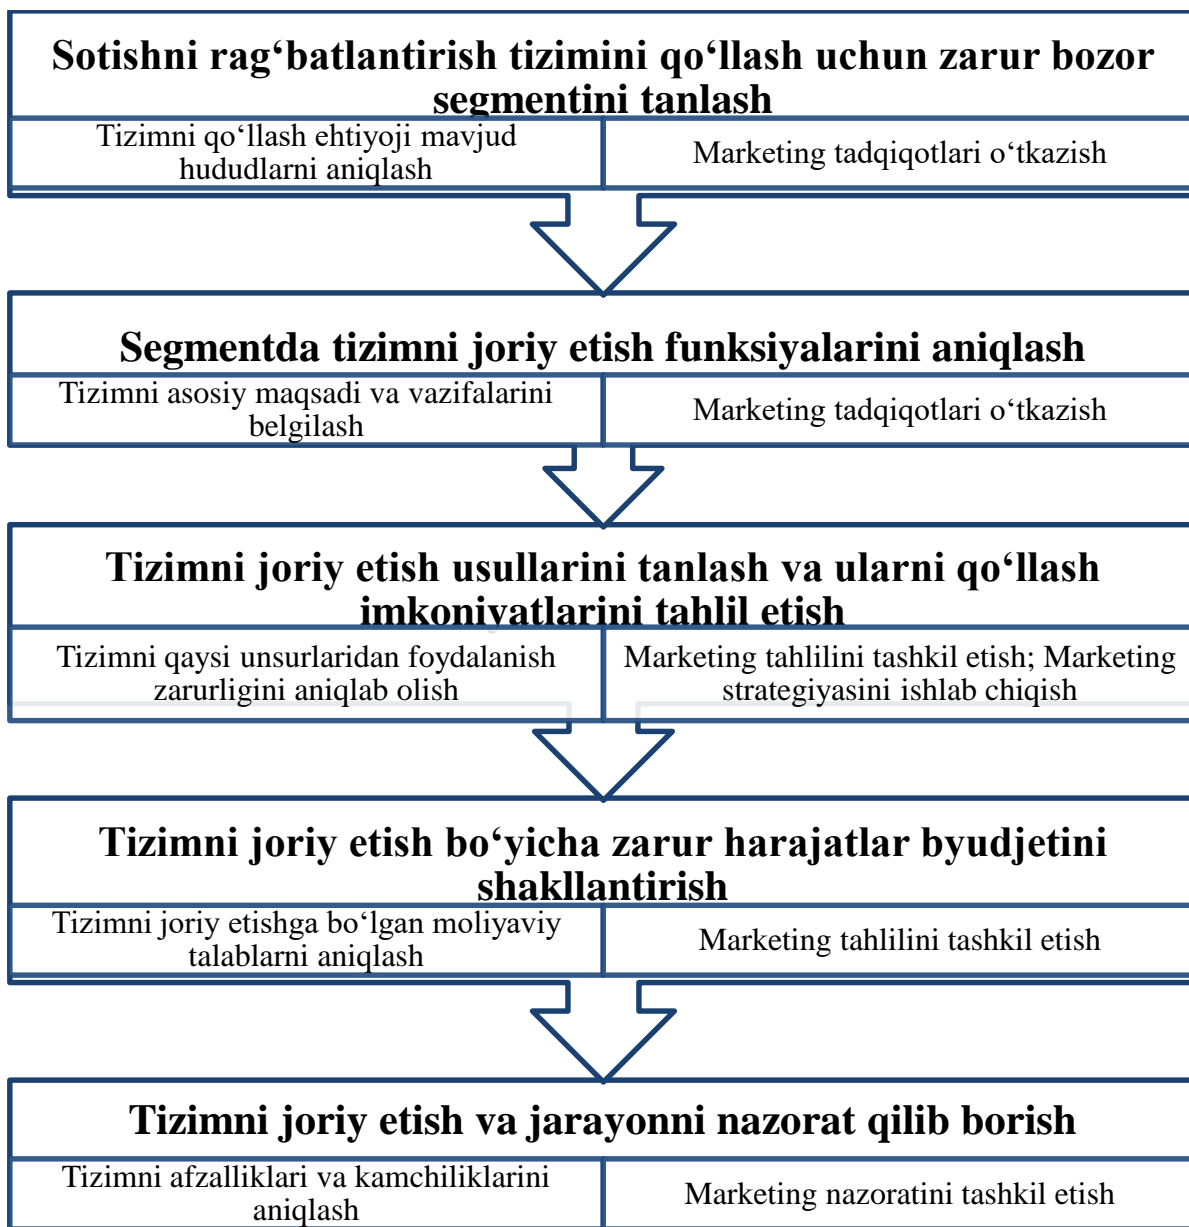 Sotishni rag‘batlantirish tizimini qo‘llash uchun zarur bozor
segmentini tanlash
Tizimni qo‘llash ehtiyoji mavjud
hududlarni aniqlash
Marketing tadqiqotlari o‘tkazish
Segmentda tizimni joriy etish funksiyalarini aniqlash
Tizimni asosiy maqsadi va vazifalarini
belgilash
Marketing tadqiqotlari o‘tkazish
Tizimni joriy etish usullarini tanlash va ularni qo‘llash
imkoniyatlarini tahlil etish
Tizimni qaysi unsurlaridan foydalanish
zarurligini aniqlab olish
Marketing tahlilini tashkil etish; Marketing
strategiyasini ishlab chiqish
Tizimni joriy etish bo‘yicha zarur harajatlar byudjetini
shakllantirish
Tizimni joriy etishga bo‘lgan moliyaviy
talablarni aniqlash
Marketing tahlilini tashkil etish
Tizimni joriy etish va jarayonni nazorat qilib borish
Tizimni afzalliklari va kamchiliklarini
aniqlash
Marketing nazoratini tashkil etish